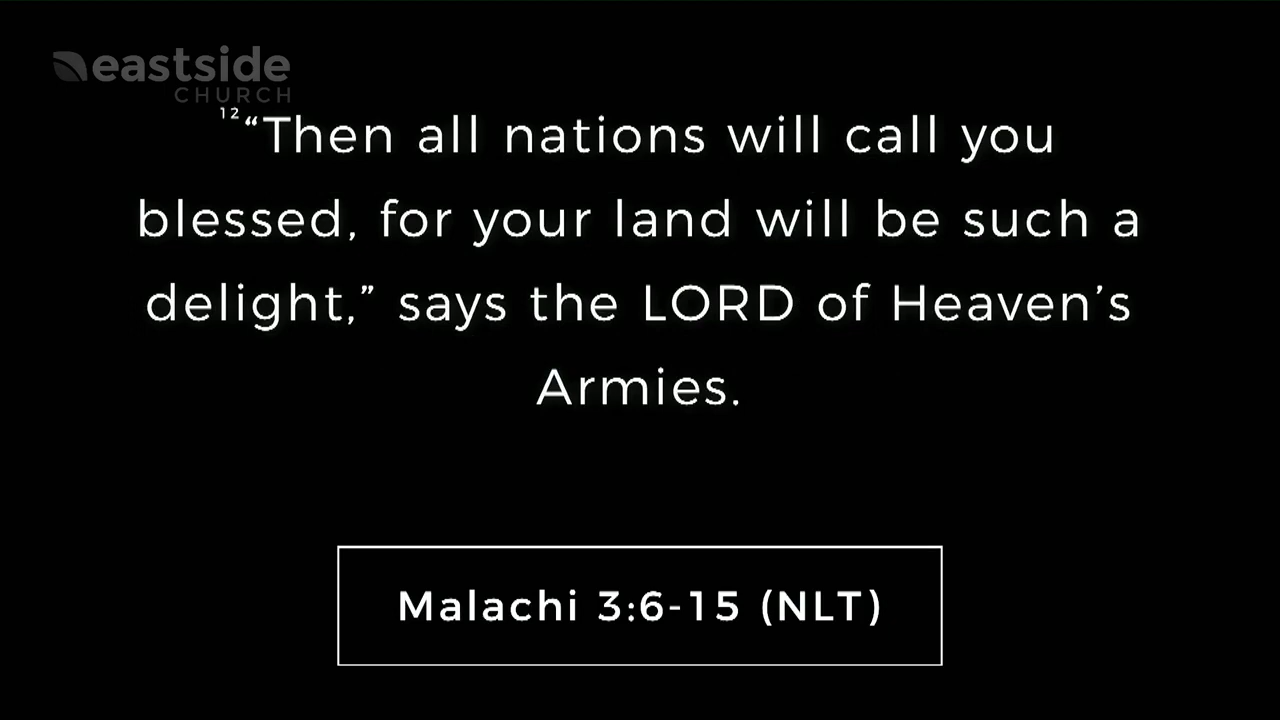 eastside
CHURCH
12 “Then all nations will call you
blessed, for your land will be such a
delight,” says the LORD of Heaven’s
Armies.
Malachi 3:6-15 (NLT)